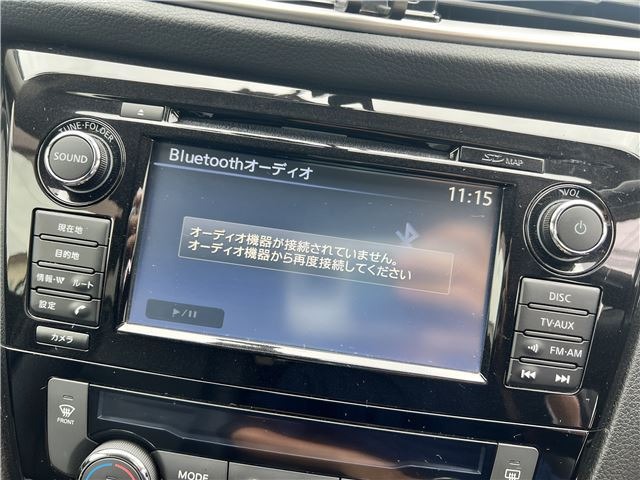 TUNE・FOLDER
SOUND
SD MAP
VOL
Bluetoothオーディオ
11:15
オーディオ機器が接続されていません。
オーディオ機器から再度接続してください
現在地
目的地
情報・W ルート
設定
カメラ
DISC
TV・AUX
FM・AM
FRONT
MODE